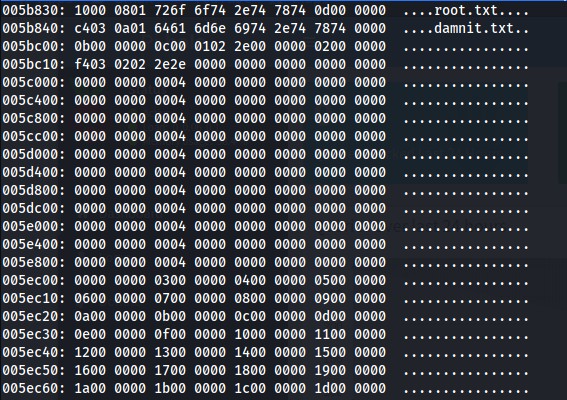 005b830: 1000 0801 726f 6f74 2e74 7874 0d00 0000 ....root.txt....
005b840: c403 0a01 6461 6d6e 6974 2e74 7874 0000 ....damnit.txt..
005bc00: 0b00 0000 0c00 0102 2e00 0000 0200 0000 ................
005bc10: f403 0202 2e2e 0000 0000 0000 0000 0000 ................
005c000: 0000 0000 0004 0000 0000 0000 0000 0000 ................
005c400: 0000 0000 0004 0000 0000 0000 0000 0000 ................
005c800: 0000 0000 0004 0000 0000 0000 0000 0000 ................
005cc00: 0000 0000 0004 0000 0000 0000 0000 0000 ................
005d000: 0000 0000 0004 0000 0000 0000 0000 0000 ................
005d400: 0000 0000 0004 0000 0000 0000 0000 0000 ................
005d800: 0000 0000 0004 0000 0000 0000 0000 0000 ................
005dc00: 0000 0000 0004 0000 0000 0000 0000 0000 ................
005e000: 0000 0000 0004 0000 0000 0000 0000 0000 ................
005e400: 0000 0000 0004 0000 0000 0000 0000 0000 ................
005e800: 0000 0000 0004 0000 0000 0000 0000 0000 ................
005ec00: 0000 0000 0300 0000 0400 0000 0500 0000 ................
005ec10: 0600 0000 0700 0000 0800 0000 0900 0000 ................
005ec20: 0a00 0000 0b00 0000 0c00 0000 0d00 0000 ................
005ec30: 0e00 0000 0f00 0000 1000 0000 1100 0000 ................
005ec40: 1200 0000 1300 0000 1400 0000 1500 0000 ................
005ec50: 1600 0000 1700 0000 1800 0000 1900 0000 ................
005ec60: 1a00 0000 1b00 0000 1c00 0000 1d00 0000 ................